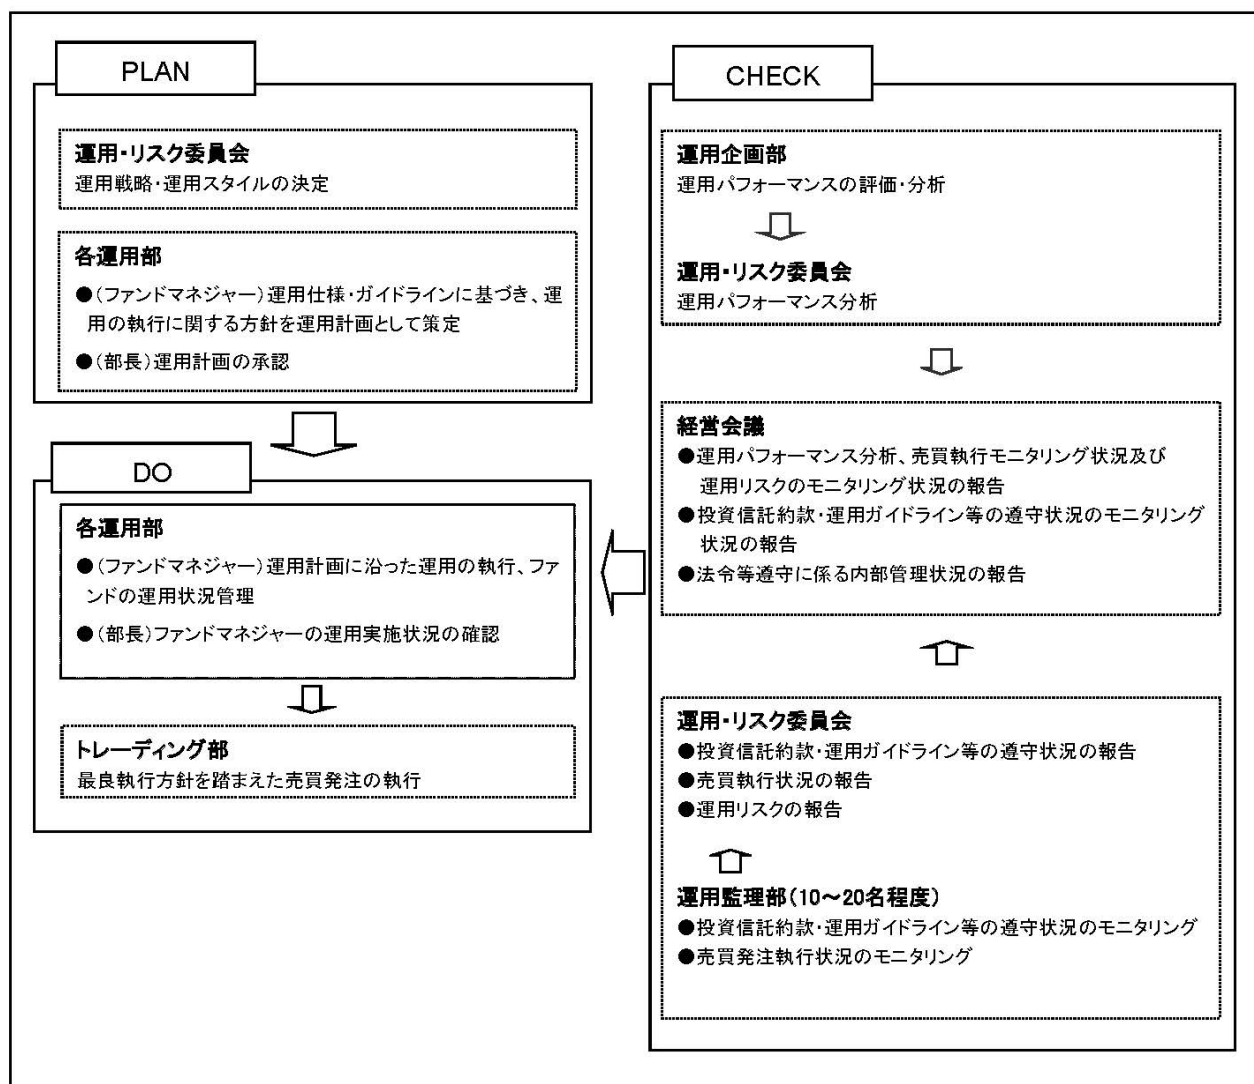 PLAN
運用・リスク委員会
運用戦略・運用スタイルの決定
各運用部
●(ファンドマネジャー)運用仕様・ガイドラインに基づき、運
用の執行に関する方針を運用計画として策定
●(部長)運用計画の承認
DO
各運用部
●(ファンドマネジャー)運用計画に沿った運用の執行、ファ
ンドの運用状況管理
●(部長)ファンドマネジャーの運用実施状況の確認
トレーディング部
最良執行方針を踏まえた売買発注の執行
CHECK
運用企画部
運用パフォーマンスの評価・分析
運用・リスク委員会
運用パフォーマンス分析
経営会議
●運用パフォーマンス分析、売買執行モニタリング状況及び
運用リスクのモニタリング状況の報告
●投資信託約款・運用ガイドライン等の遵守状況のモニタリング
状況の報告
●法令等遵守に係る内部管理状況の報告
運用・リスク委員会
●投資信託約款・運用ガイドライン等の遵守状況の報告
●売買執行状況の報告
●運用リスクの報告
運用監理部(10～20名程度)
●投資信託約款・運用ガイドライン等の遵守状況のモニタリング
●売買発注執行状況のモニタリング